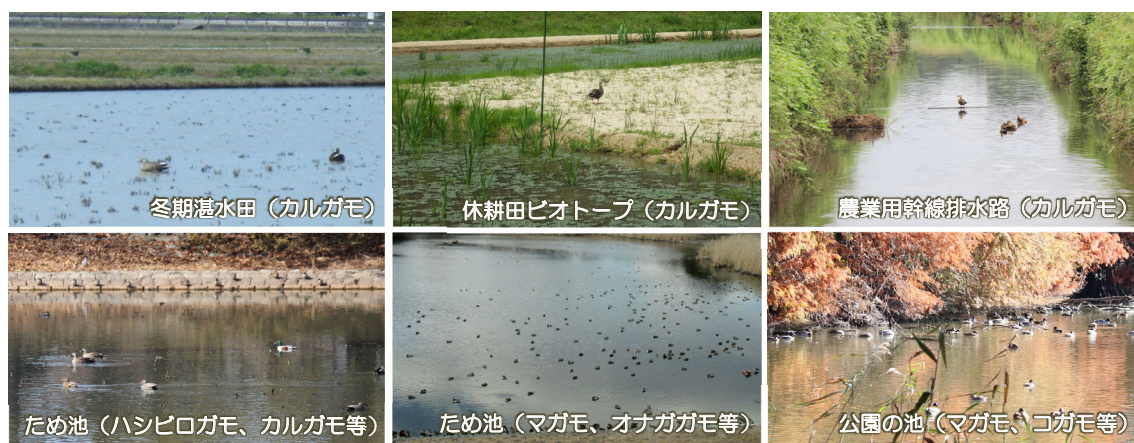 冬期湛水田（カルガモ）
休耕田ビオトープ（カルガモ）
農業用幹線排水路（カルガモ）
ため池（ハシビロガモ、カルガモ等）
ため池（マガモ、オナガガモ等）
公園の池（マガモ、コガモ等）